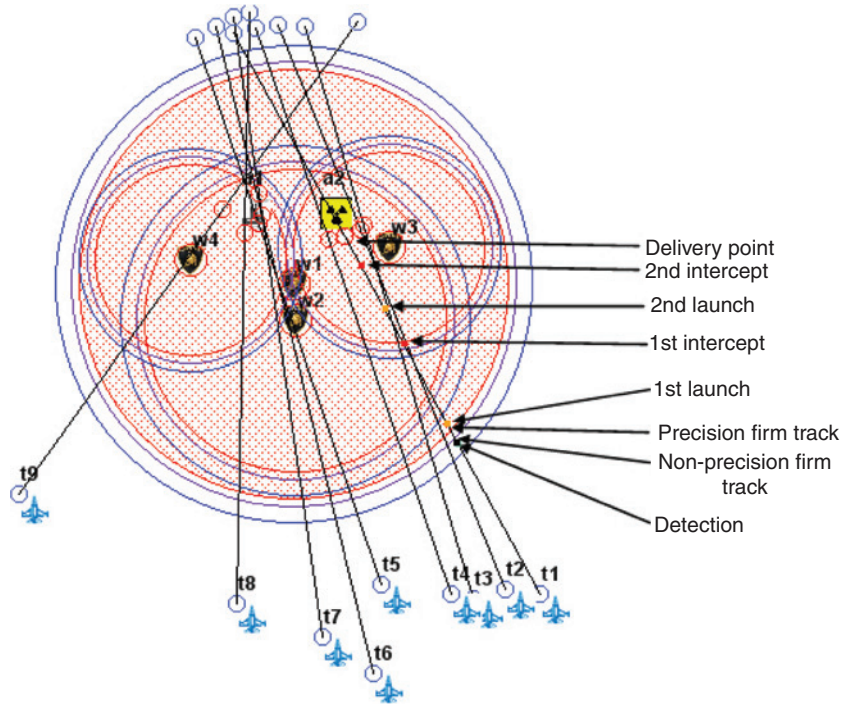 a1
a2
w4
w3
w1
w2
Delivery point
2nd intercept
2nd launch
1st intercept
1st launch
Precision firm track
Non-precision firm
track
Detection
t9
t8
t7
t6
t5
t4
t3
t2
t1